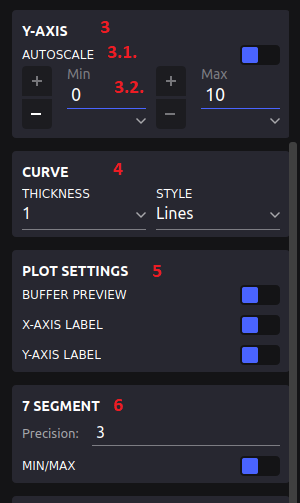 Y-AXIS 3
AUTOSCALE 3.1.
+ Min + Max
0 3.2. 10
− −
CURVE 4
THICKNESS STYLE
1 Lines
PLOT SETTINGS 5
BUFFER PREVIEW
X-AXIS LABEL
Y-AXIS LABEL
7 SEGMENT 6
Precision: 3
MIN/MAX